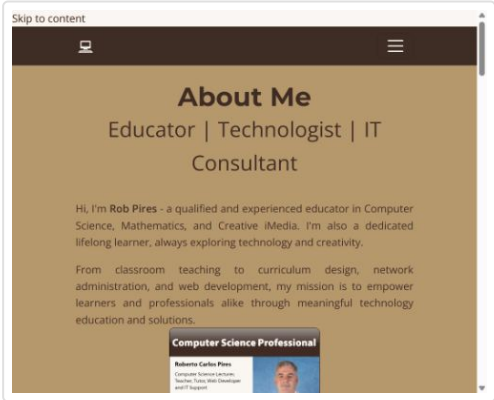 Skip to content
About Me
Educator | Technologist | IT
Consultant
Hi, I'm Rob Pires - a qualified and experienced educator in Computer
Science, Mathematics, and Creative iMedia. I'm also a dedicated
lifelong learner, always exploring technology and creativity.
From classroom teaching to curriculum design, network
administration, and web development, my mission is to empower
learners and professionals alike through meaningful technology
education and solutions.
Computer Science Professional
Roberto Carlos Pires
Computer Science Lecturer,
Teacher, Tutor, Web Developer
and IT Support